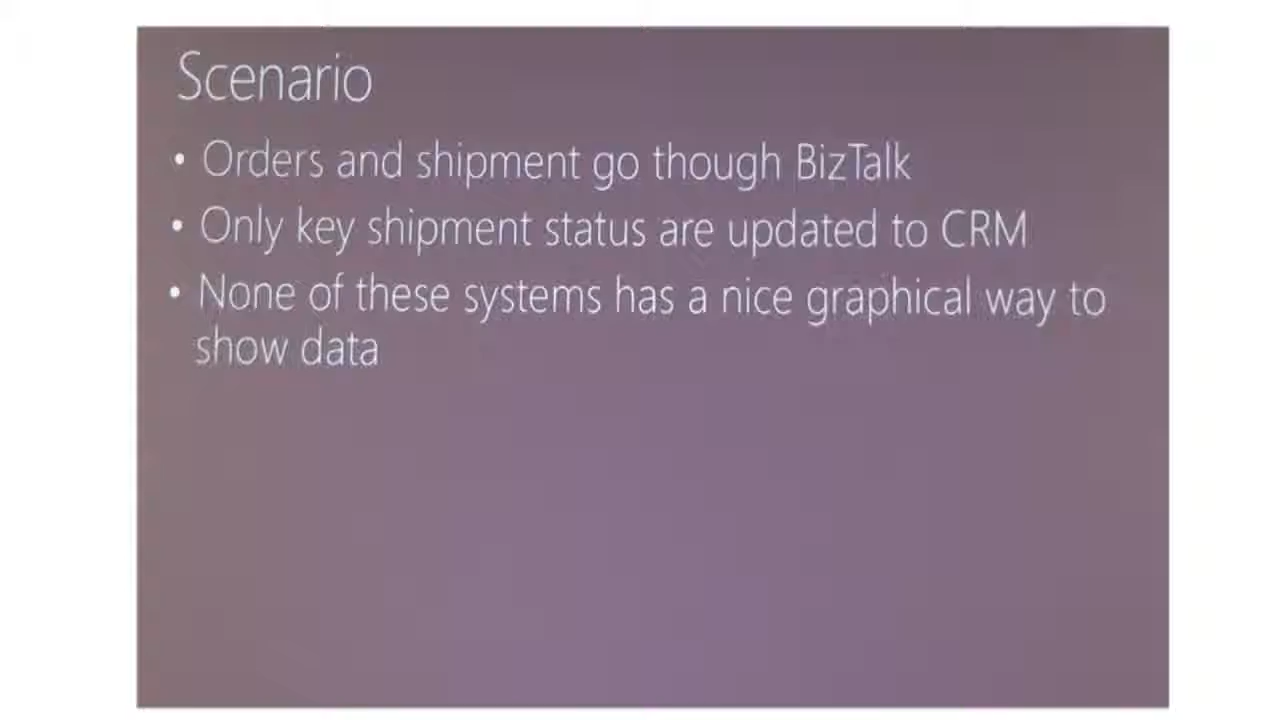 Scenario
• Orders and shipment go though BizTalk
• Only key shipment status are updated to CRM
• None of these systems has a nice graphical way to
show data